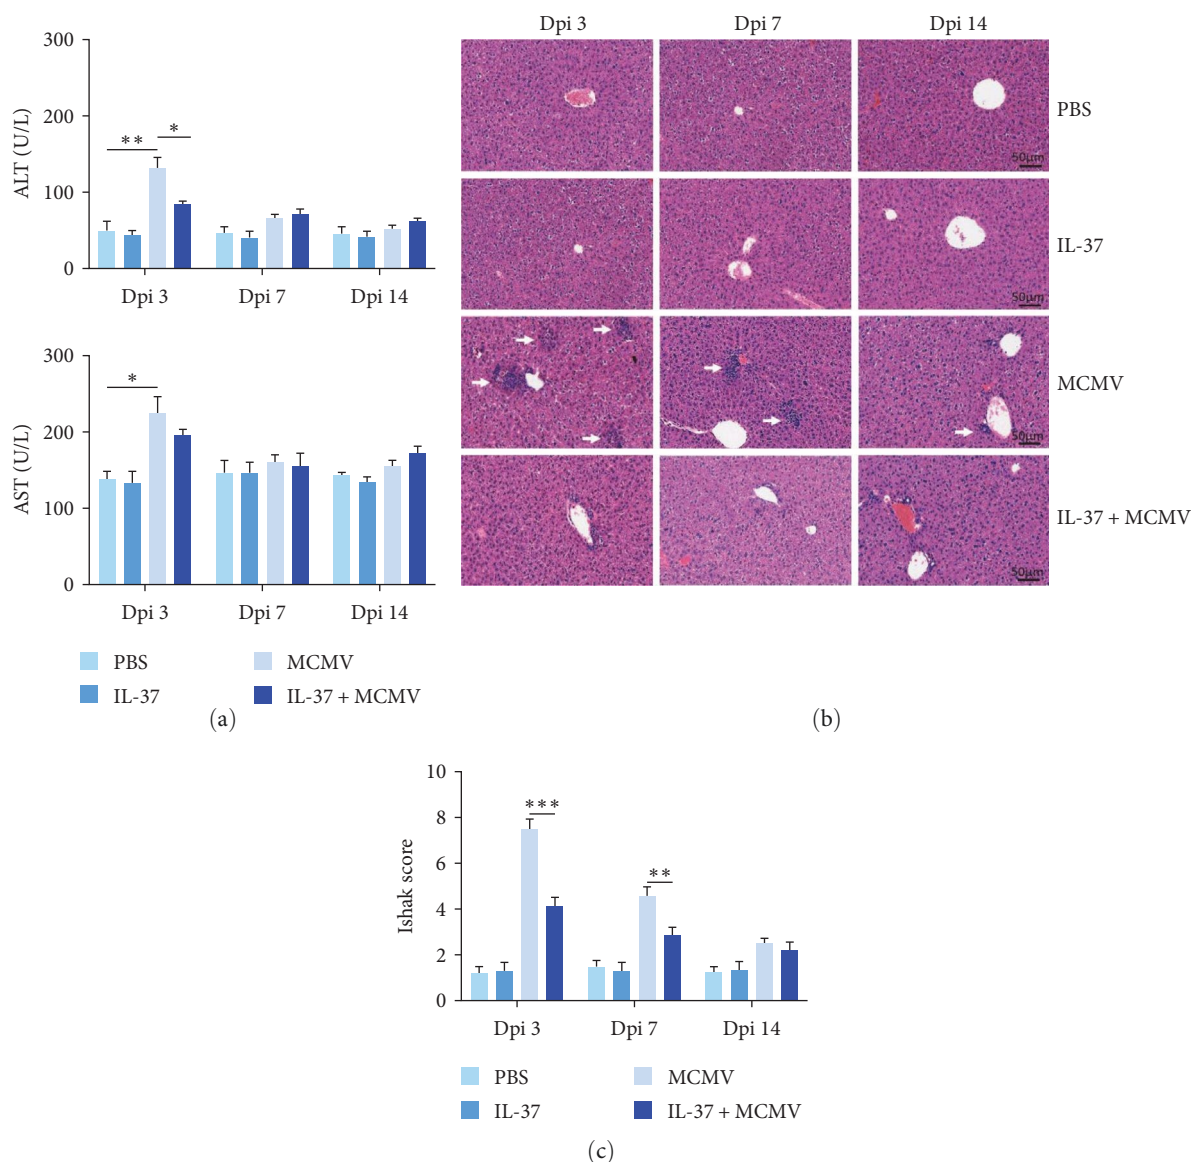 300
200
100
0
ALT (U/L)
**
*
Dpi 3
Dpi 7
Dpi 14
300
200
100
0
AST (U/L)
*
Dpi 3
Dpi 7
Dpi 14
PBS
MCMV
IL-37
IL-37 + MCMV
(a)
Dpi 3
Dpi 7
Dpi 14
PBS
50μm
IL-37
50μm
MCMV
50μm
IL-37 + MCMV
50μm
(b)
10
8
6
4
2
0
Ishak score
***
**
Dpi 3
Dpi 7
Dpi 14
PBS
MCMV
IL-37
IL-37 + MCMV
(c)